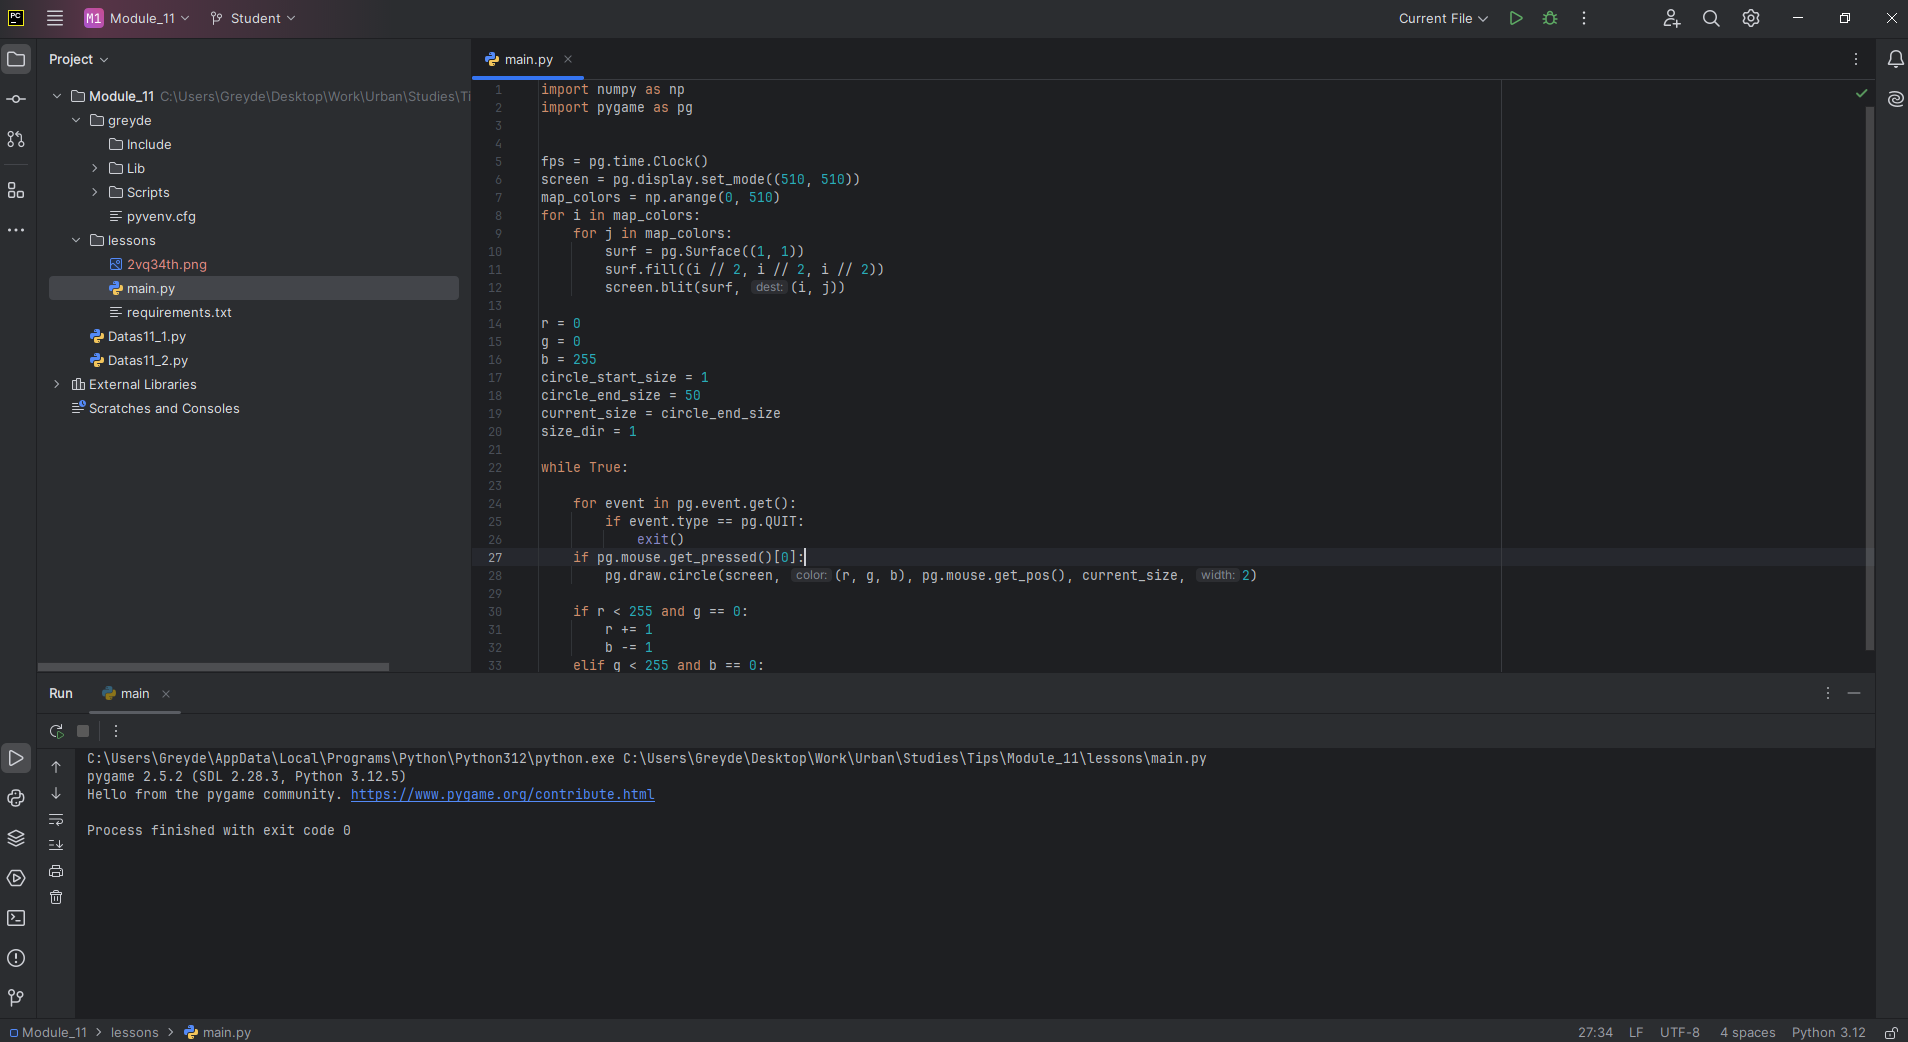 PC
M1 Module_11
Student
Current File
Project
Module_11 C:\Users\Greyde\Desktop\Work\Urban\Studies\Ti
greyde
Include
Lib
Scripts
pyvenv.cfg
lessons
2vq34th.png
main.py
requirements.txt
Datas11_1.py
Datas11_2.py
External Libraries
Scratches and Consoles
main.py
1 import numpy as np
2 import pygame as pg
3
4
5 fps = pg.time.Clock()
6 screen = pg.display.set_mode((510, 510))
7 map_colors = np.arange(0, 510)
8 for i in map_colors:
9 for j in map_colors:
10 surf = pg.Surface((1, 1))
11 surf.fill((i // 2, i // 2, i // 2))
12 screen.blit(surf, dest: (i, j))
13
14 r = 0
15 g = 0
16 b = 255
17 circle_start_size = 1
18 circle_end_size = 50
19 current_size = circle_end_size
20 size_dir = 1
21
22 while True:
23
24 for event in pg.event.get():
25 if event.type == pg.QUIT:
26 exit()
27 if pg.mouse.get_pressed()[0]:
28 pg.draw.circle(screen, color: (r, g, b), pg.mouse.get_pos(), current_size, width: 2)
29
30 if r < 255 and g == 0:
31 r += 1
32 b -= 1
33 elif g < 255 and b == 0:
Run main
C:\Users\Greyde\AppData\Local\Programs\Python\Python312\python.exe C:\Users\Greyde\Desktop\Work\Urban\Studies\Tips\Module_11\lessons\main.py
pygame 2.5.2 (SDL 2.28.3, Python 3.12.5)
Hello from the pygame community. https://www.pygame.org/contribute.html
Process finished with exit code 0
Module_11 > lessons > main.py
27:34 LF UTF-8 4 spaces Python 3.12